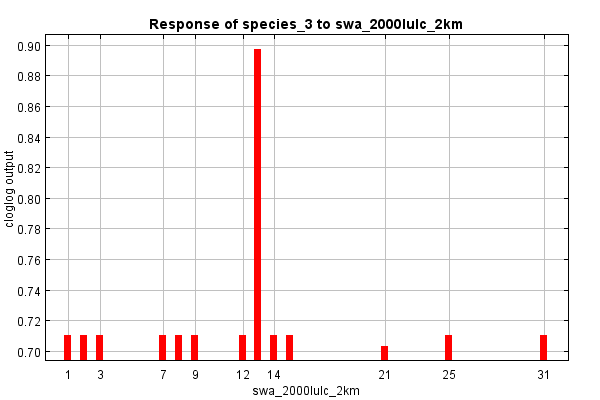 Response of species_3 to swa_2000lulc_2km
cloglog output
0.90
0.88
0.86
0.84
0.82
0.80
0.78
0.76
0.74
0.72
0.70
1 3 7 9 12 14 21 25 31
swa_2000lulc_2km